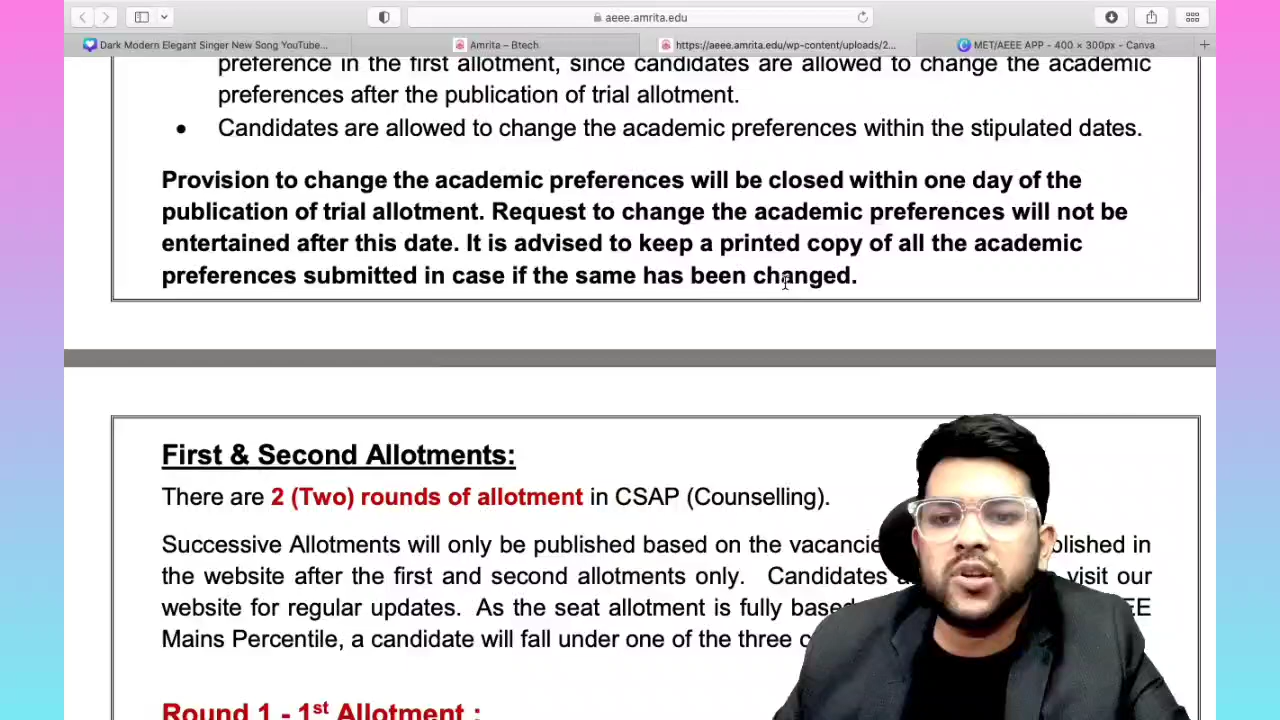 aeee.amrita.edu
Dark Modern Elegant Singer New Song YouTube...
Amrita – Btech
https://aeee.amrita.edu/wp-content/uploads/2...
MET/AEEE APP - 400 × 300px - Canva
preference in the first allotment, since candidates are allowed to change the academic
preferences after the publication of trial allotment.
• Candidates are allowed to change the academic preferences within the stipulated dates.
Provision to change the academic preferences will be closed within one day of the
publication of trial allotment. Request to change the academic preferences will not be
entertained after this date. It is advised to keep a printed copy of all the academic
preferences submitted in case if the same has been changed.
First & Second Allotments:
There are 2 (Two) rounds of allotment in CSAP (Counselling).
Successive Allotments will only be published based on the in
the website after the first and second allotments only. Candidates visit our
website for regular updates. As the seat allotment is fully
Mains Percentile, a candidate will fall under one of the three
Round 1 - 1st Allotment :